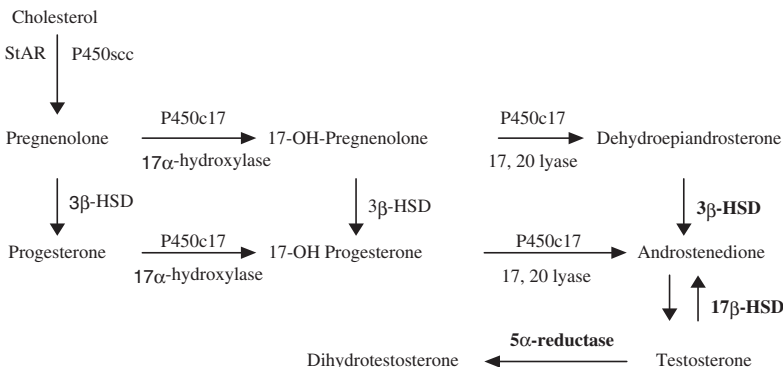 Cholesterol
StAR P450scc
P450c17 P450c17
Pregnenolone 17-OH-Pregnenolone Dehydroepiandrosterone
17α-hydroxylase 17, 20 lyase
3β-HSD 3β-HSD 3β-HSD
P450c17 P450c17
Progesterone 17-OH Progesterone Androstenedione
17α-hydroxylase 17, 20 lyase
17β-HSD
5α-reductase
Dihydrotestosterone Testosterone